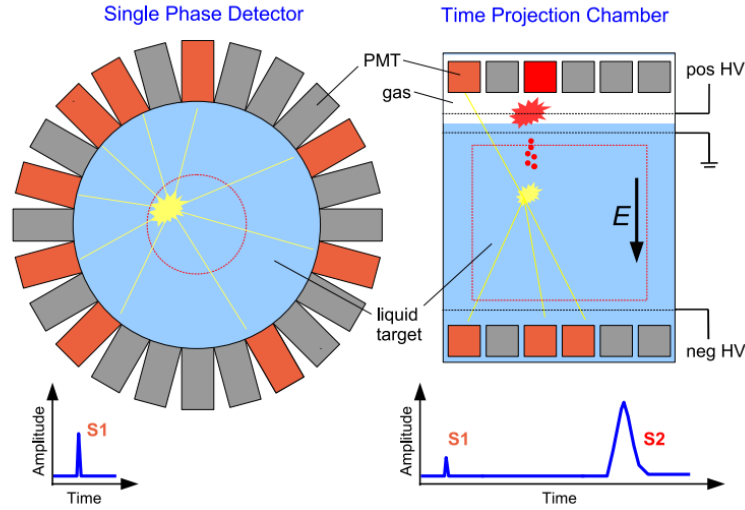 Single Phase Detector
Time Projection Chamber
PMT
gas
pos HV
E
liquid
target
neg HV
Amplitude
S1
Time
Amplitude
S1
S2
Time